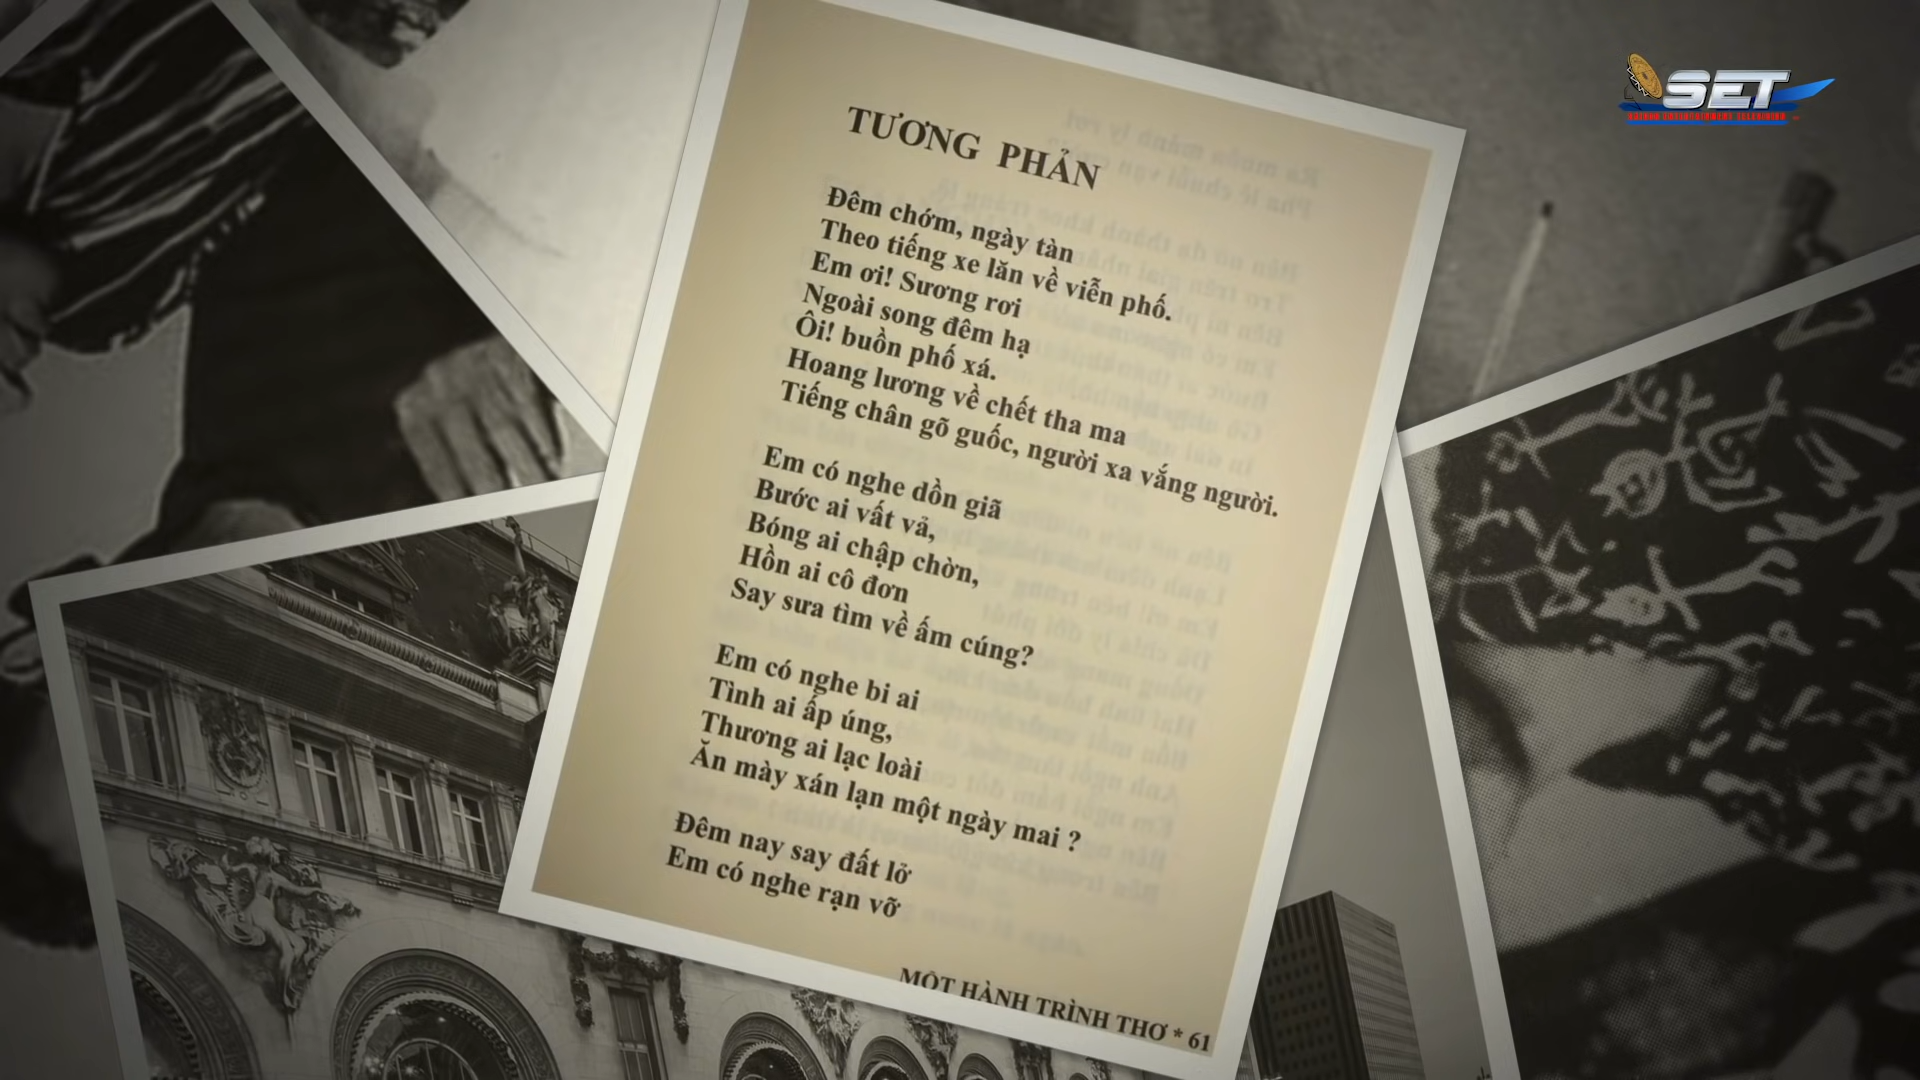 SET
SAIGON ENTERTAINMENT TELEVISION
TƯƠNG PHẢN
Đêm chớm, ngày tàn
Theo tiếng xe lăn về viễn phố.
Em ơi! Sương rơi
Ngoài song đêm hạ
Ôi! buồn phố xá.
Hoang lương về chết tha ma
Tiếng chân gõ guốc, người xa vắng người.
Em có nghe dồn giã
Bước ai vất vả,
Bóng ai chập chờn,
Hồn ai cô đơn
Say sưa tìm về ấm cúng?
Em có nghe bi ai
Tình ai ấp úng,
Thương ai lạc loài
Ăn mày xán lạn một ngày mai ?
Đêm nay say đất lở
Em có nghe rạn vỡ
MỘT HÀNH TRÌNH THƠ * 61